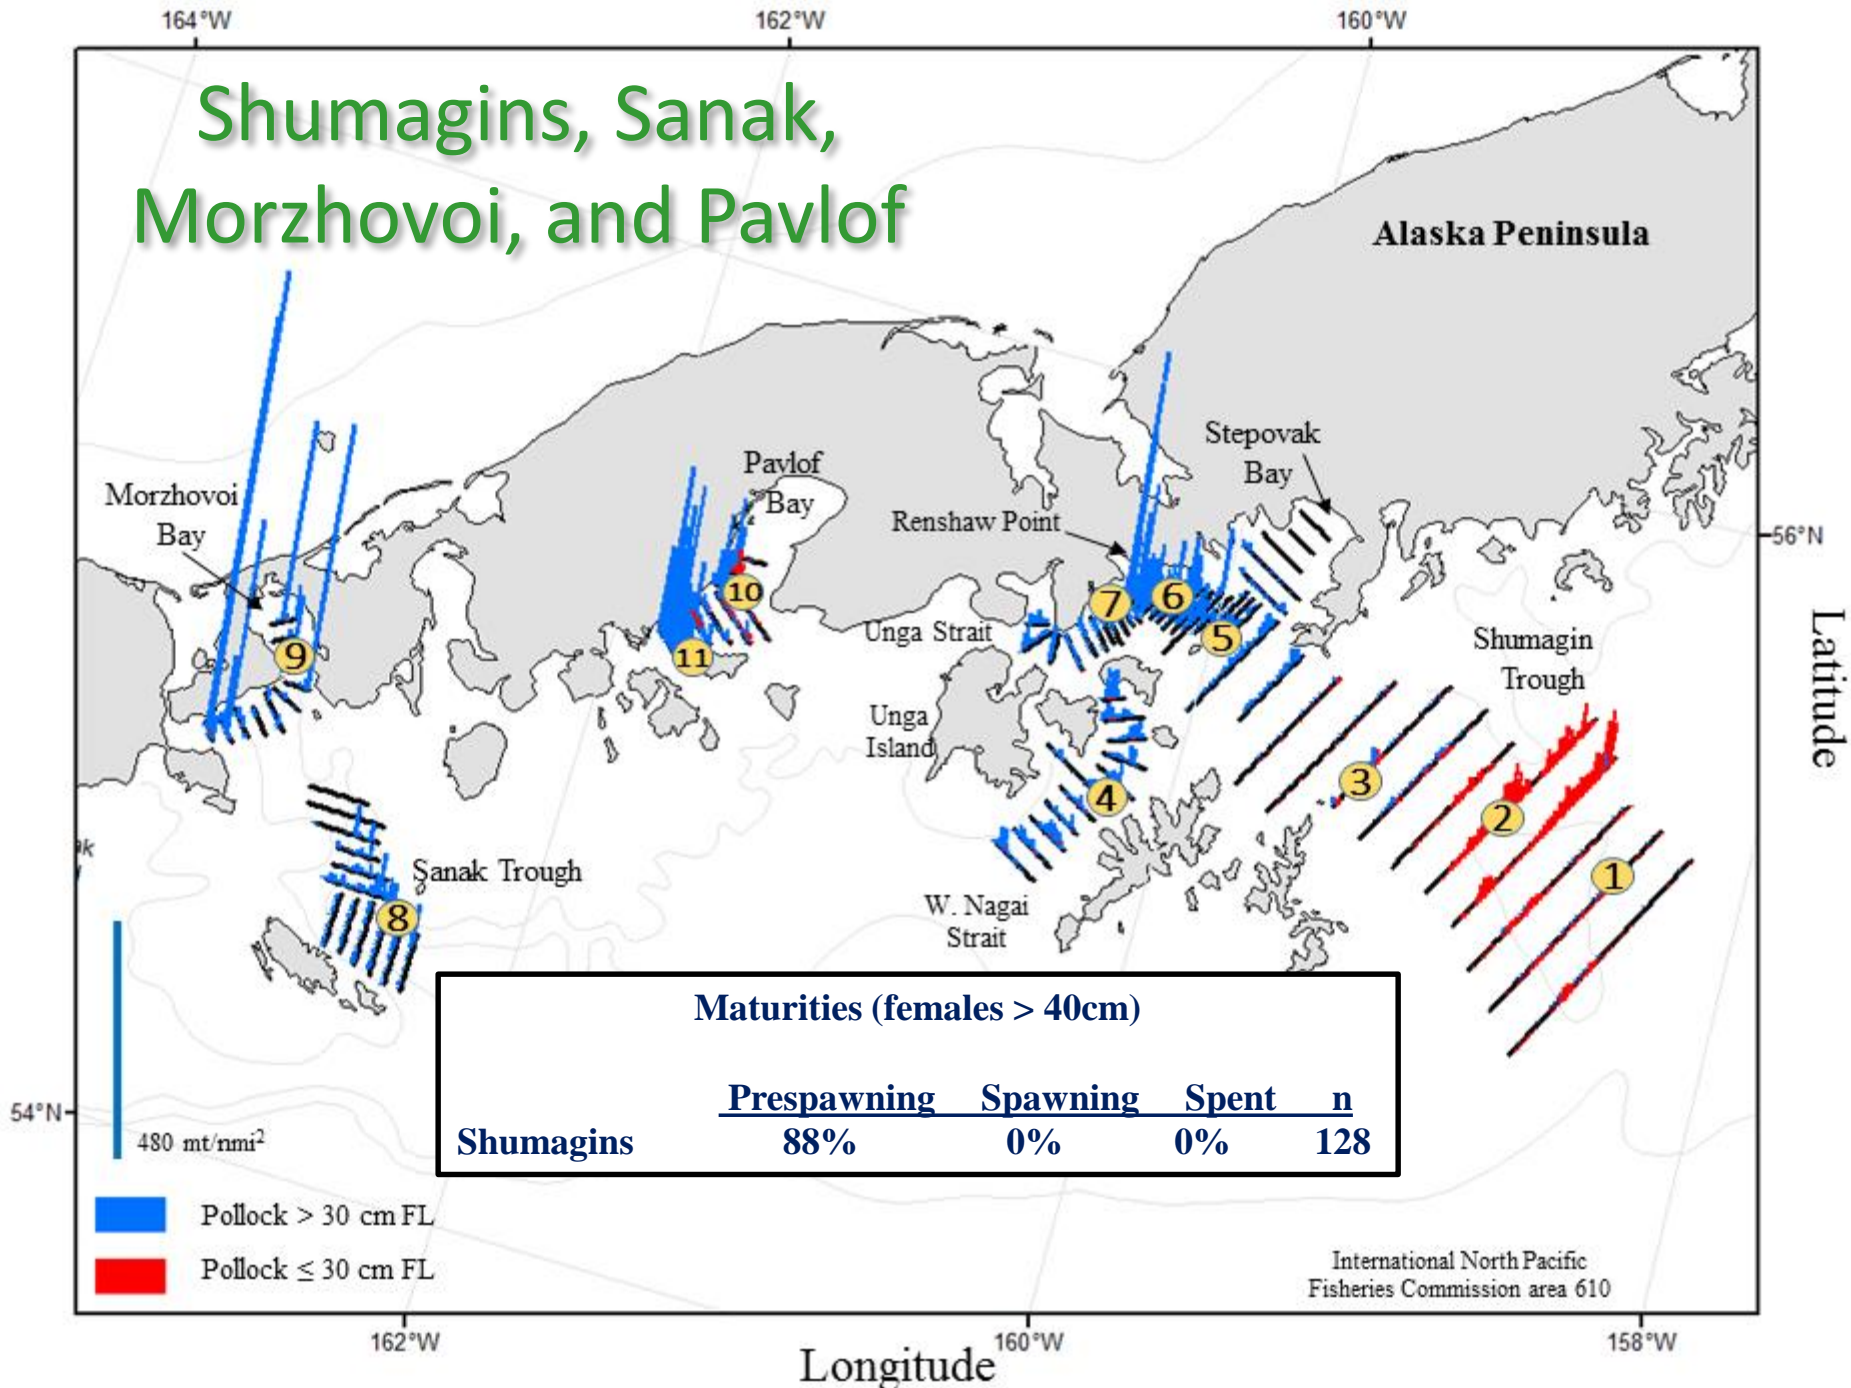 164°W
162°W
160°W
Shumagins, Sanak,
Morzhovoi, and Pavlof
Alaska Peninsula
Stepovak
Bay
Pavlof
Bay
Morzhovoi
Bay
Renshaw Point
56°N
10
7
6
5
Unga Strait
Shumagin
Trough
9
11
Latitude
Unga
Island
3
4
2
Sanak Trough
1
8
W. Nagai
Strait
Maturities (females > 40cm)
Prespawning Spawning Spent n
Shumagins 88% 0% 0% 128
54°N
480 mt/nmi²
Pollock > 30 cm FL
Pollock ≤ 30 cm FL
International North Pacific
Fisheries Commission area 610
162°W
160°W
158°W
Longitude